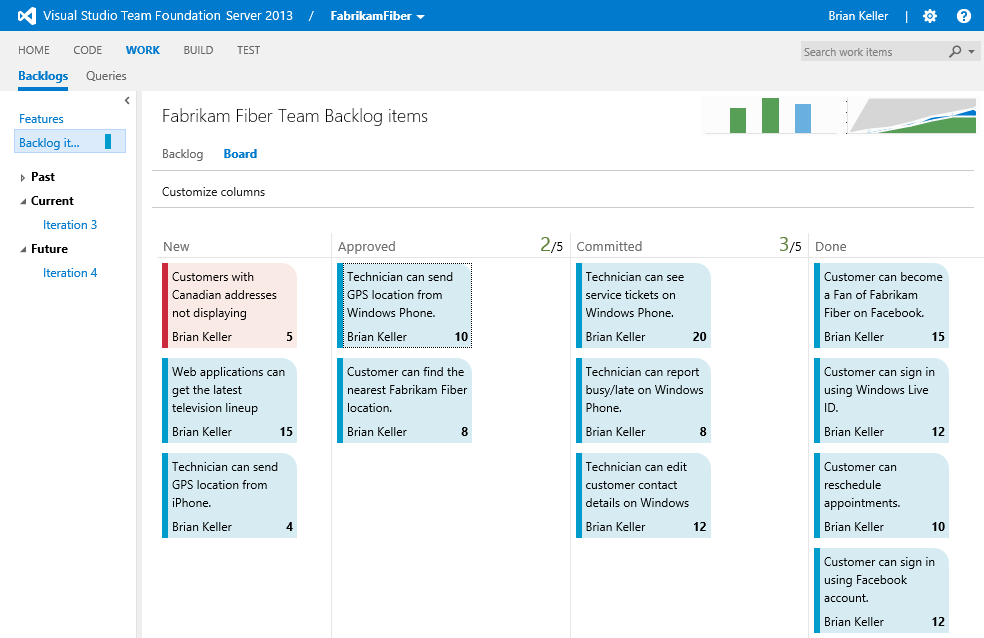 Visual Studio Team Foundation Server 2013 / FabrikamFiber Brian Keller |
HOME CODE WORK BUILD TEST
Search work items
Backlogs Queries
Features
Backlog it...
Past
Current
Iteration 3
Future
Iteration 4
Fabrikam Fiber Team Backlog items
Backlog Board
Customize columns
New
Customers with
Canadian addresses
not displaying
Brian Keller 5
Web applications can
get the latest
television lineup
Brian Keller 15
Technician can send
GPS location from
iPhone.
Brian Keller 4
Approved 2/5
Technician can send
GPS location from
Windows Phone.
Brian Keller 10
Customer can find the
nearest Fabrikam Fiber
location.
Brian Keller 8
Committed 3/5
Technician can see
service tickets on
Windows Phone.
Brian Keller 20
Technician can report
busy/late on Windows
Phone.
Brian Keller 8
Technician can edit
customer contact
details on Windows
Brian Keller 12
Done
Customer can become
a Fan of Fabrikam
Fiber on Facebook.
Brian Keller 15
Customer can sign in
using Windows Live
ID.
Brian Keller 12
Customer can
reschedule
appointments.
Brian Keller 10
Customer can sign in
using Facebook
account.
Brian Keller 12